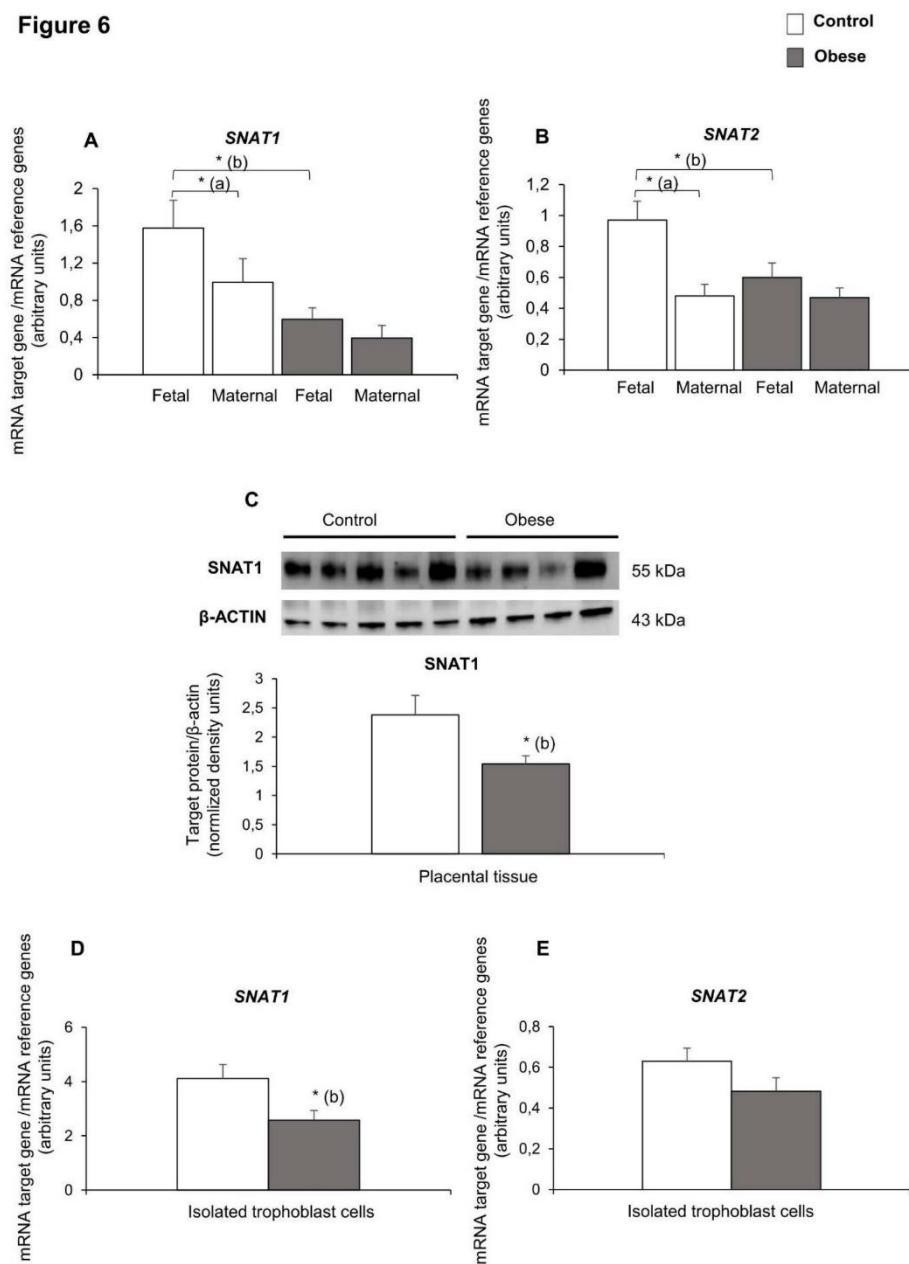 Figure 6
Control
Obese
A
SNAT1
* (b)
* (a)
mRNA target gene /mRNA reference genes
(arbitrary units)
2
1,6
1,2
0,8
0,4
0
Fetal Maternal Fetal Maternal
B
SNAT2
* (b)
* (a)
mRNA target gene /mRNA reference genes
(arbitrary units)
1,2
1
0,8
0,6
0,4
0,2
0
Fetal Maternal Fetal Maternal
C
Control Obese
SNAT1 55 kDa
β-ACTIN 43 kDa
SNAT1
Target protein/β-actin
(normlized density units)
3
2,5
2
1,5
1
0,5
0
* (b)
Placental tissue
D
SNAT1
mRNA target gene /mRNA reference genes
(arbitrary units)
6
4
2
0
* (b)
Isolated trophoblast cells
E
SNAT2
mRNA target gene /mRNA reference genes
(arbitrary units)
0,8
0,6
0,4
0,2
0
Isolated trophoblast cells